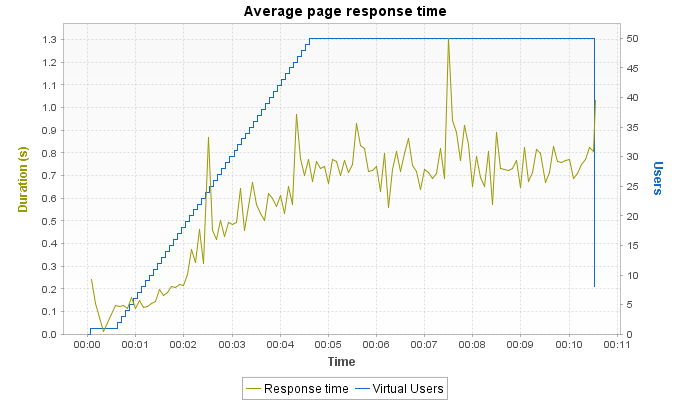 Average page response time
1.3 50
1.2 45
1.1
1.0 40
0.9 35
0.8
0.7 30
0.6 25
0.5 20
0.4 15
0.3 10
0.2
0.1 5
0.0 0
Duration (s)
Users
00:00 00:01 00:02 00:03 00:04 00:05 00:06 00:07 00:08 00:09 00:10 00:11
Time
Response time Virtual Users